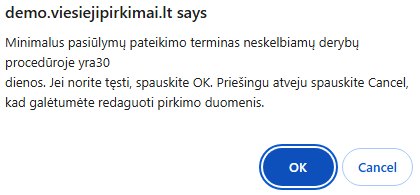 demo.viesiejipirkimai.lt says
Minimalus pasiūlymų pateikimo terminas neskelbiamų derybų
procedūroje yra30
dienos. Jei norite tęsti, spauskite OK. Priešingu atveju spauskite Cancel,
kad galėtumėte redaguoti pirkimo duomenis.
OK
Cancel